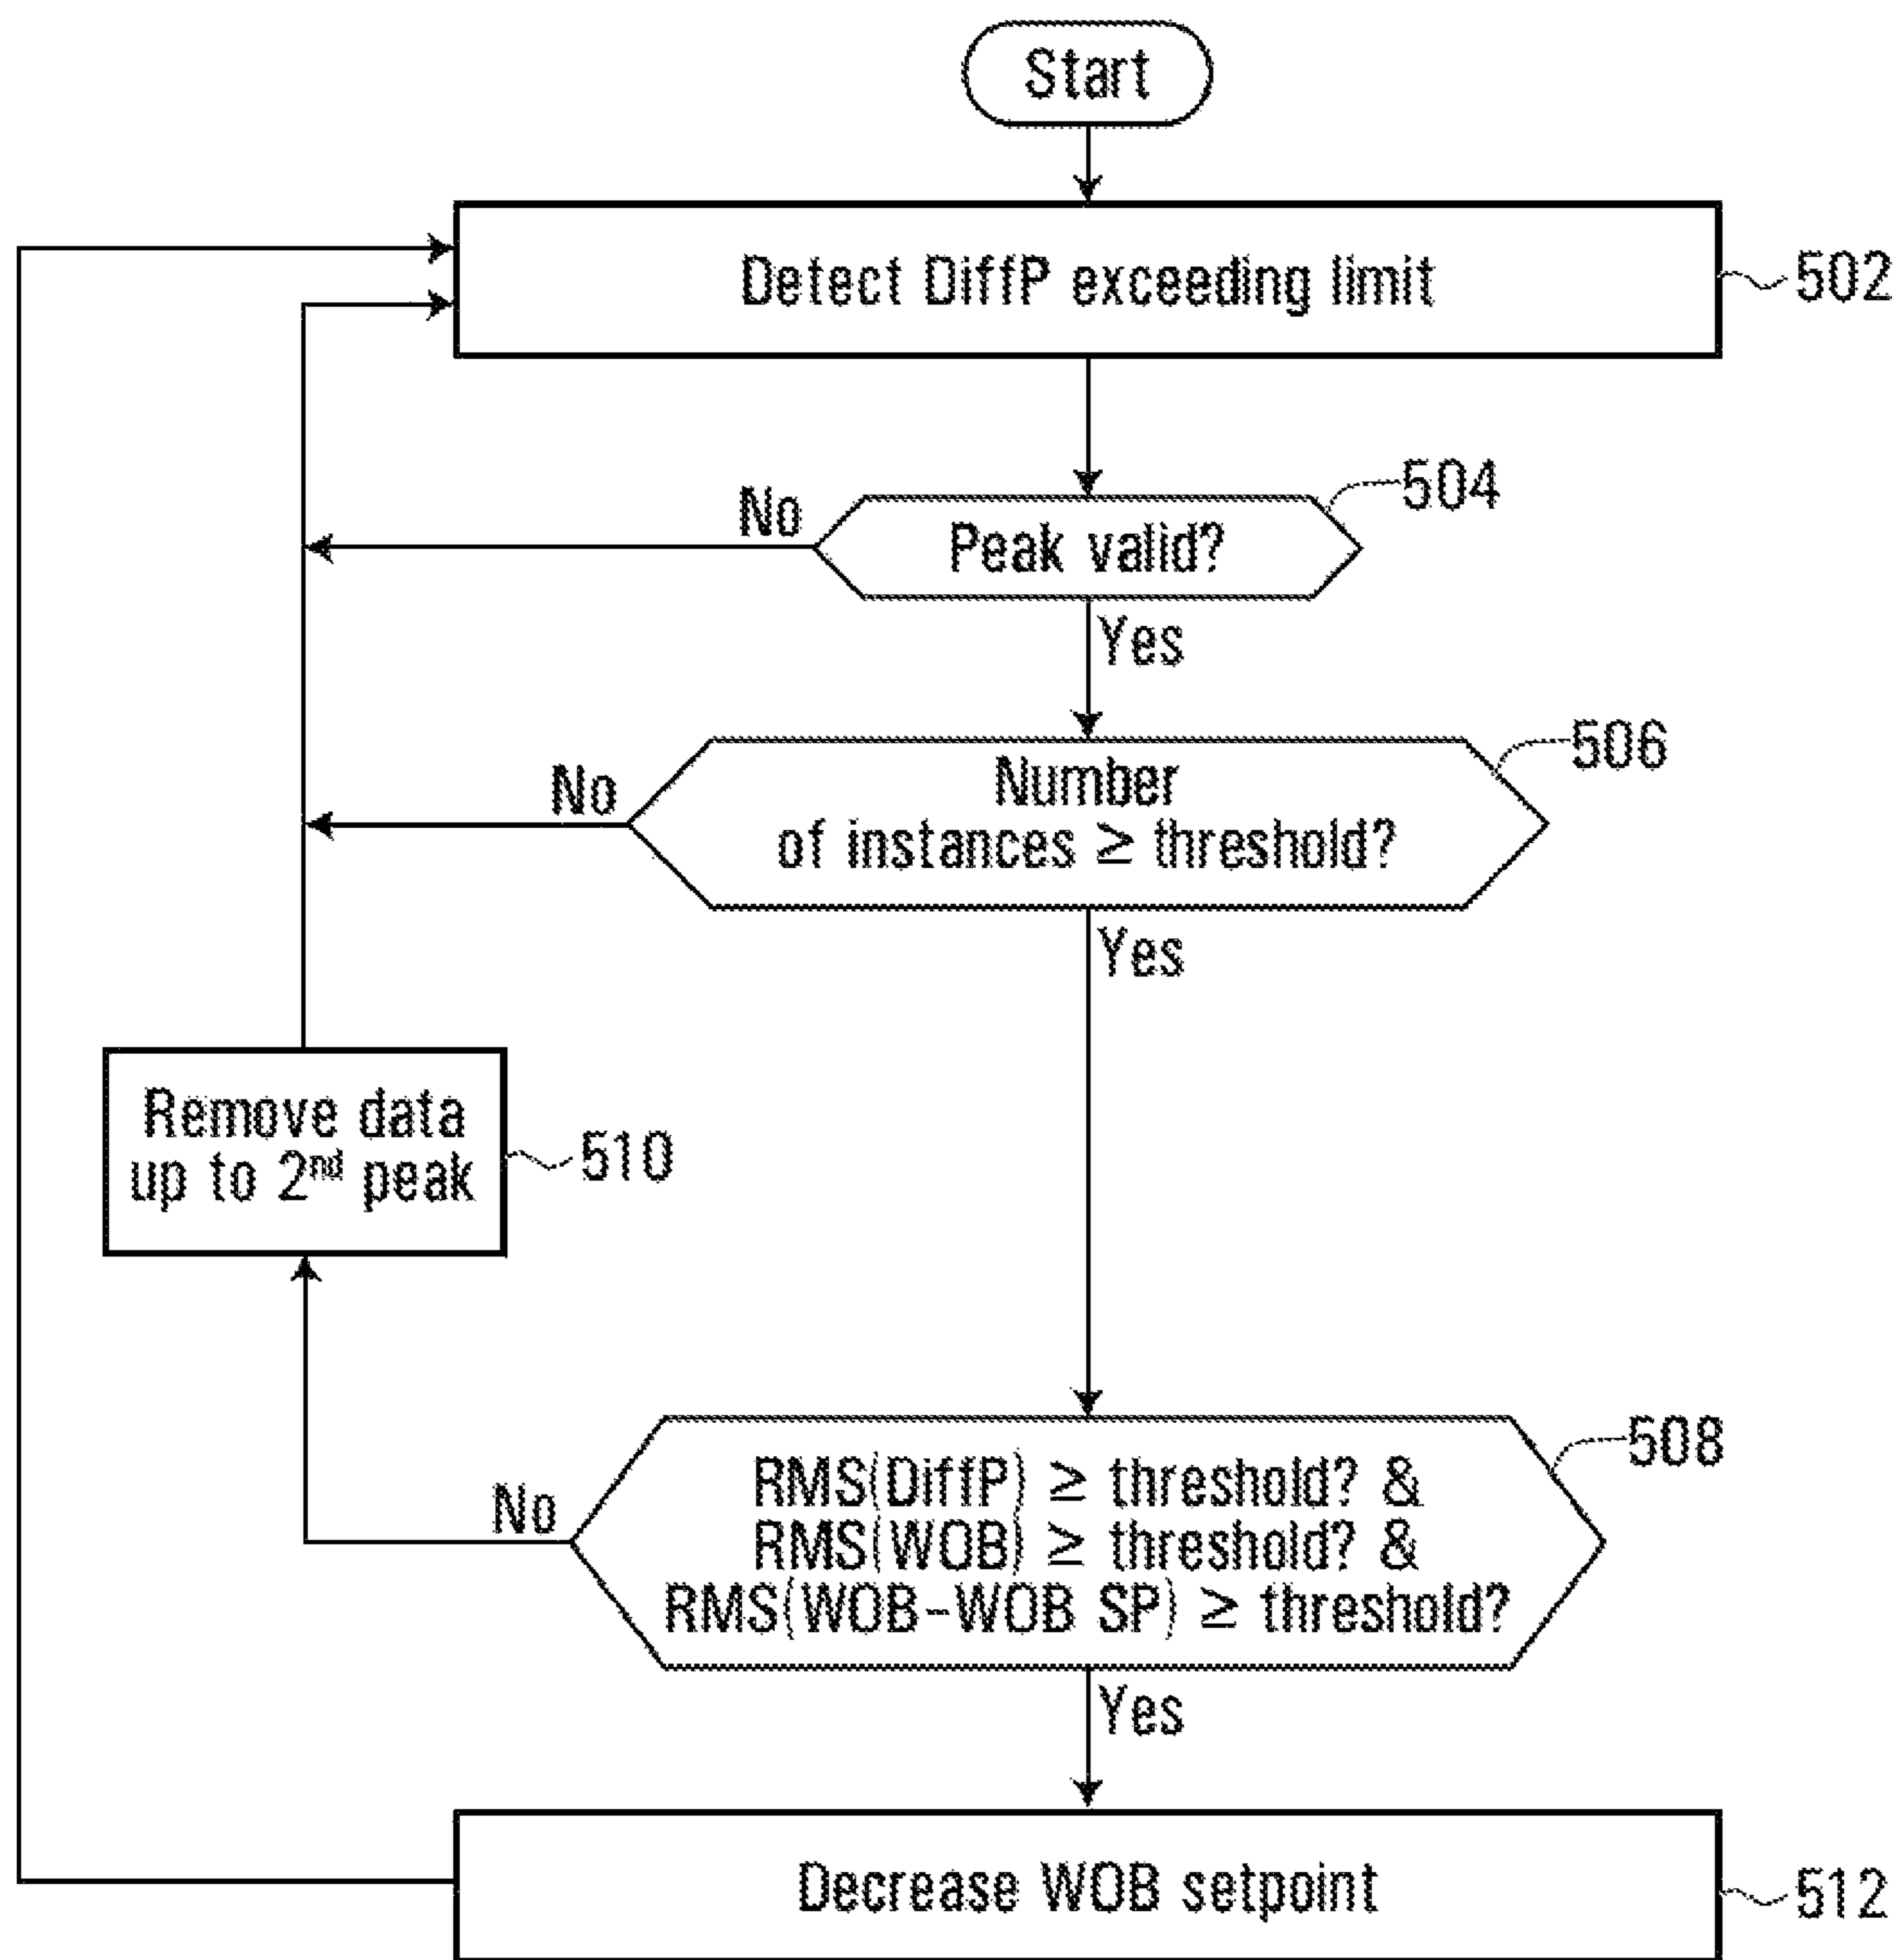 Start
Detect DiffP exceeding limit
502
504
No
Peak valid?
Yes
506
No
Number
of instances ≥ threshold?
Yes
Remove data
up to 2nd peak
510
508
No
RMS(DiffP) ≥ threshold? &
RMS(WOB) ≥ threshold? &
RMS(WOB-WOB SP) ≥ threshold?
Yes
Decrease WOB setpoint
512